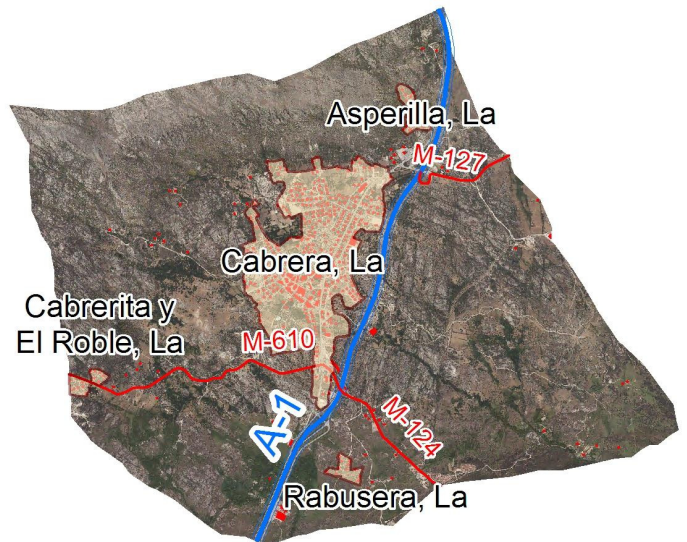 Asperilla, La
M-127
Cabrera, La
Cabrerita y
El Roble, La
M-610
A-1
M-124
Rabusera, La